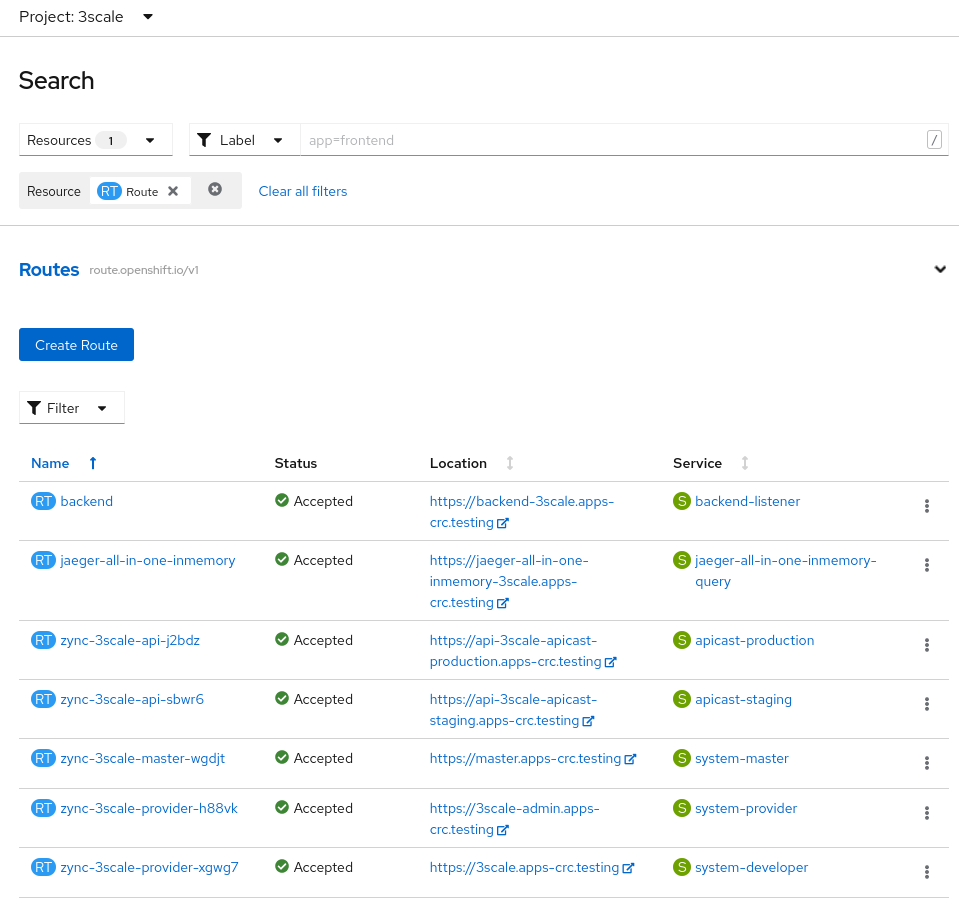 Project: 3scale
Search
Resources 1
Label app=frontend /
Resource RT Route Clear all filters
Routes route.openshift.io/v1
Create Route
Filter
Name Status Location Service
RT backend Accepted https://backend-3scale.apps- S backend-listener
crc.testing
RT jaeger-all-in-one-inmemory Accepted https://jaeger-all-in-one- S jaeger-all-in-one-inmemory-
inmemory-3scale.apps- query
crc.testing
RT zync-3scale-api-j2bdz Accepted https://api-3scale-apicast- S apicast-production
production.apps-crc.testing
RT zync-3scale-api-sbwr6 Accepted https://api-3scale-apicast- S apicast-staging
staging.apps-crc.testing
RT zync-3scale-master-wgdjt Accepted https://master.apps-crc.testing S system-master
RT zync-3scale-provider-h88vk Accepted https://3scale-admin.apps- S system-provider
crc.testing
RT zync-3scale-provider-xgwg7 Accepted https://3scale.apps-crc.testing S system-developer